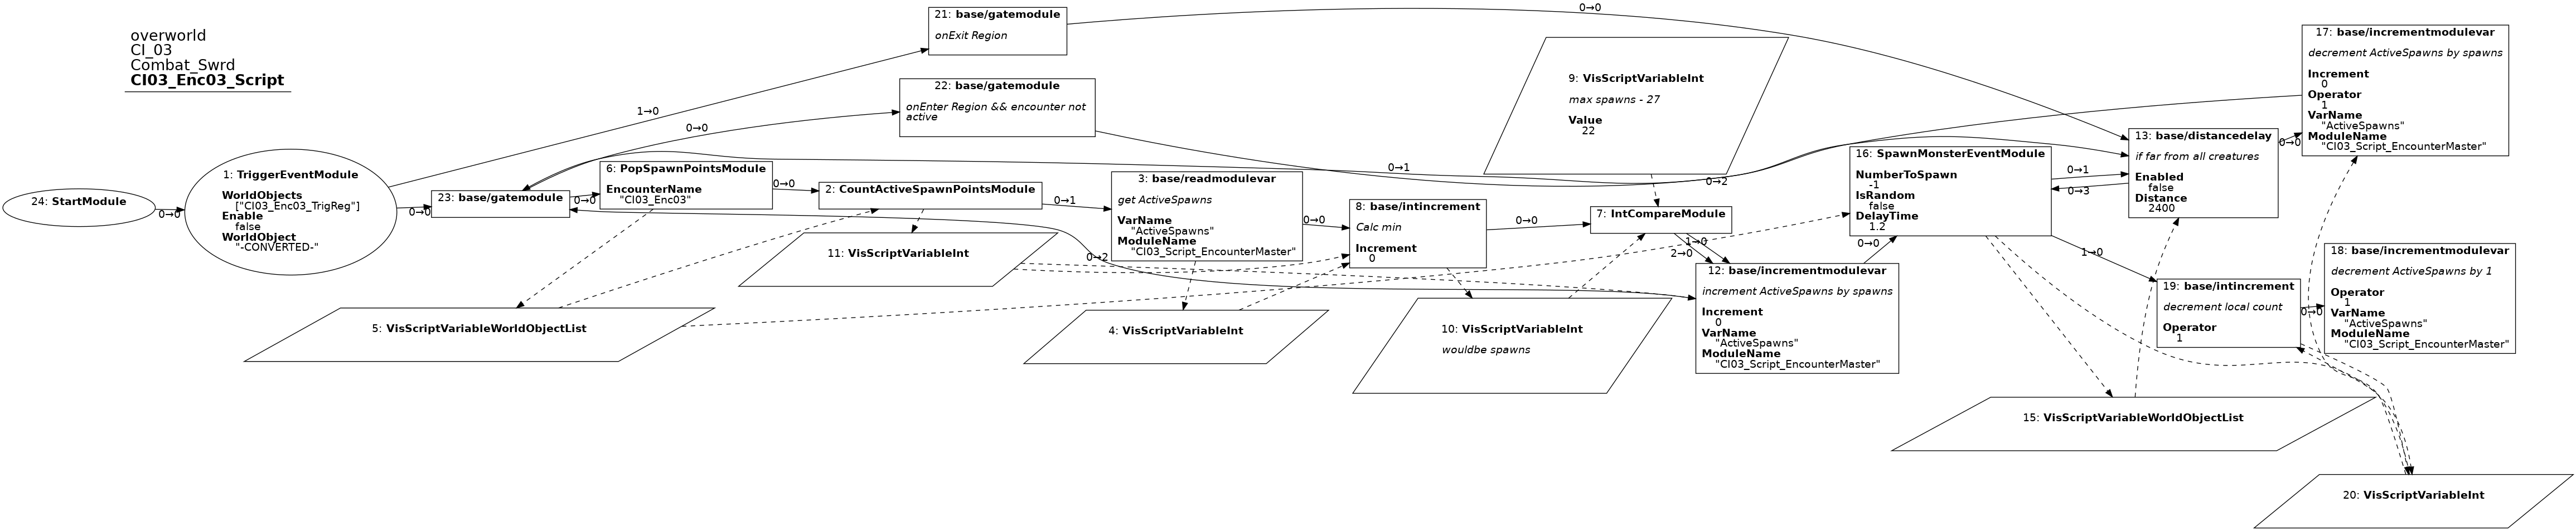 overworld
CI_03
Combat_Swrd
CI03_Enc03_Script
24: StartModule
0→0
1: TriggerEventModule
WorldObjects
["CI03_Enc03_TrigReg"]
Enable
false
WorldObject
"-CONVERTED-"
1→0
0→0
23: base/gatemodule
0→0
0→0
21: base/gatemodule
onExit Region
0→0
22: base/gatemodule
onEnter Region && encounter not
active
0→2
6: PopSpawnPointsModule
EncounterName
"CI03_Enc03"
0→0
2: CountActiveSpawnPointsModule
0→1
11: VisScriptVariableInt
5: VisScriptVariableWorldObjectList
3: base/readmodulevar
get ActiveSpawns
VarName
"ActiveSpawns"
ModuleName
"CI03_Script_EncounterMaster"
0→0
0→2
0→1
4: VisScriptVariableInt
8: base/intincrement
Calc min
Increment
0
0→0
9: VisScriptVariableInt
max spawns - 27
Value
22
7: IntCompareModule
1→0
2→0
10: VisScriptVariableInt
wouldbe spawns
12: base/incrementmodulevar
increment ActiveSpawns by spawns
Increment
0
VarName
"ActiveSpawns"
ModuleName
"CI03_Script_EncounterMaster"
0→0
16: SpawnMonsterEventModule
NumberToSpawn
-1
IsRandom
false
DelayTime
1.2
0→1
0→3
1→0
13: base/distancedelay
if far from all creatures
Enabled
false
Distance
2400
0→0
17: base/incrementmodulevar
decrement ActiveSpawns by spawns
Increment
0
Operator
1
VarName
"ActiveSpawns"
ModuleName
"CI03_Script_EncounterMaster"
19: base/intincrement
decrement local count
Operator
1
0→0
18: base/incrementmodulevar
decrement ActiveSpawns by 1
Operator
1
VarName
"ActiveSpawns"
ModuleName
"CI03_Script_EncounterMaster"
15: VisScriptVariableWorldObjectList
20: VisScriptVariableInt